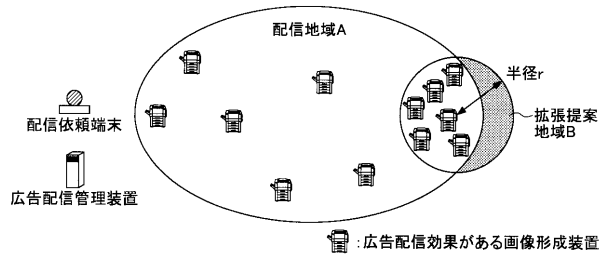 配信地域A
半径r
拡張提案
地域B
配信依頼端末
広告配信管理装置
:広告配信効果がある画像形成装置